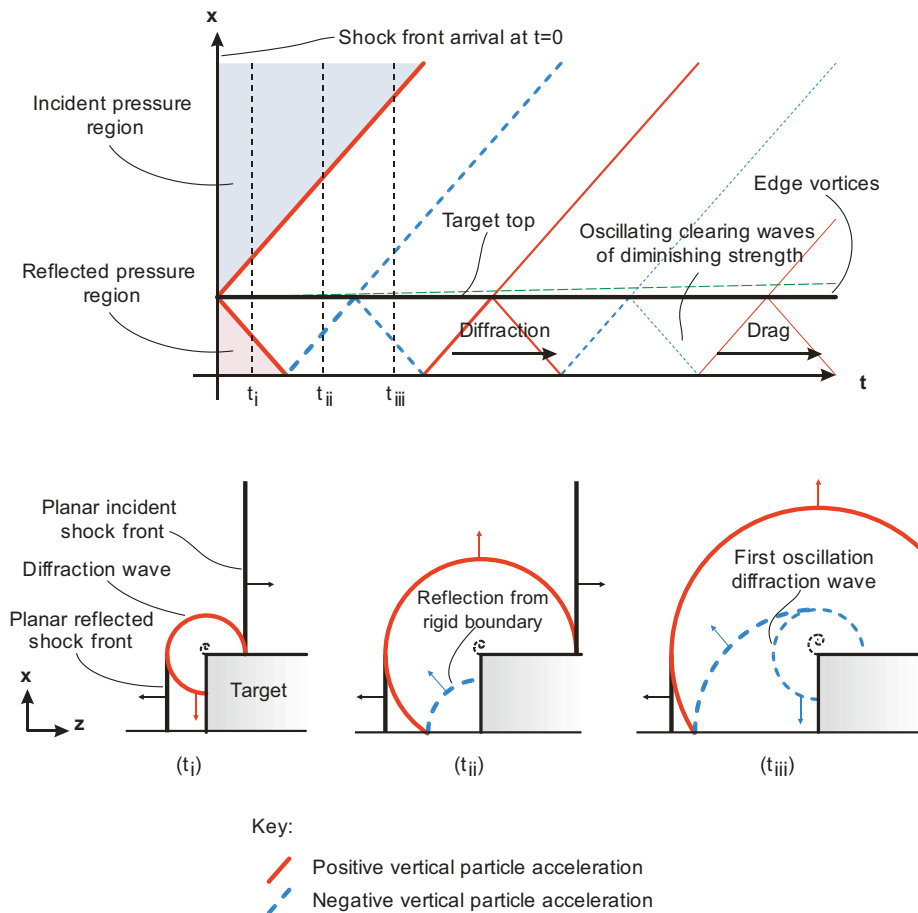 x
Shock front arrival at t=0
Incident pressure
region
Edge vortices
Target top
Oscillating clearing waves
of diminishing strength
Reflected pressure
region
Diffraction
Drag
ti
tii
tiii
t
Planar incident
shock front
Diffraction wave
Planar reflected
shock front
Target
x
z
(ti)
Reflection from
rigid boundary
(tii)
First oscillation
diffraction wave
(tiii)
Key:
Positive vertical particle acceleration
Negative vertical particle acceleration